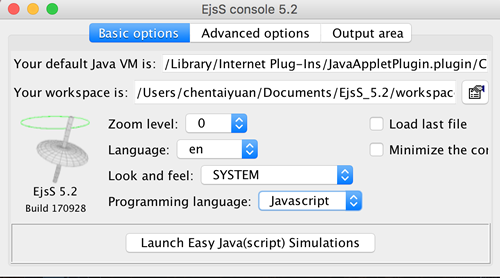 EjsS console 5.2
Basic options Advanced options Output area
Your default Java VM is: /Library/Internet Plug-Ins/JavaAppletPlugin.plugin/C
Your workspace is: /Users/chentaiyuan/Documents/EjsS_5.2/workspac
Zoom level: 0 Load last file
Language: en Minimize the cor
Look and feel: SYSTEM
EjsS 5.2
Programming language: Javascript
Build 170928
Launch Easy Java(script) Simulations